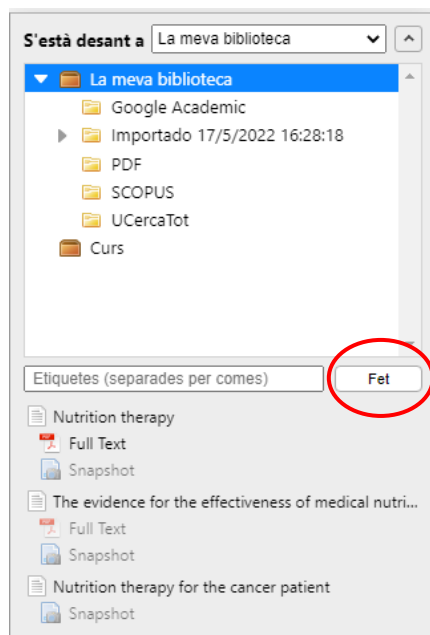 S'està desant a La meva biblioteca
La meva biblioteca
Google Academic
Importado 17/5/2022 16:28:18
PDF
SCOPUS
UCercaTot
Curs
Etiquetes (separades per comes) Fet
Nutrition therapy
Full Text
Snapshot
The evidence for the effectiveness of medical nutri...
Full Text
Snapshot
Nutrition therapy for the cancer patient
Snapshot